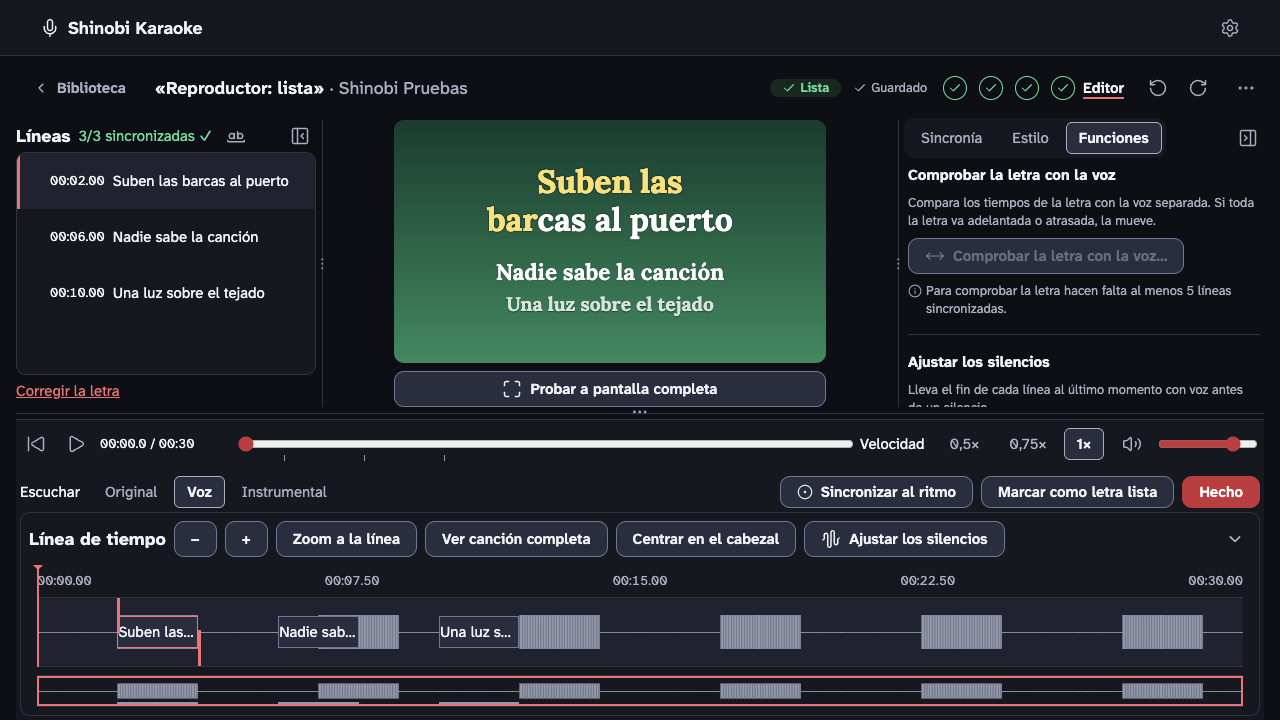 Shinobi Karaoke
Biblioteca
«Reproductor: lista» · Shinobi Pruebas
Lista
Guardado
Editor
Líneas 3/3 sincronizadas
ab
00:02.00 Suben las barcas al puerto
00:06.00 Nadie sabe la canción
00:10.00 Una luz sobre el tejado
Corregir la letra
Suben las
barcas al puerto
Nadie sabe la canción
Una luz sobre el tejado
Probar a pantalla completa
Sincronía Estilo Funciones
Comprobar la letra con la voz
Compara los tiempos de la letra con la voz separada. Si toda
la letra va adelantada o atrasada, la mueve.
Comprobar la letra con la voz...
Para comprobar la letra hacen falta al menos 5 líneas
sincronizadas.
Ajustar los silencios
Lleva el fin de cada línea al último momento con voz antes
de un silencio
00:00.0 / 00:30
Velocidad 0,5× 0,75× 1×
Escuchar Original Voz Instrumental
Sincronizar al ritmo
Marcar como letra lista
Hecho
Línea de tiempo
−
+
Zoom a la línea
Ver canción completa
Centrar en el cabezal
Ajustar los silencios
00:00.00 00:07.50 00:15.00 00:22.50 00:30.00
Suben las... Nadie sab... Una luz s...